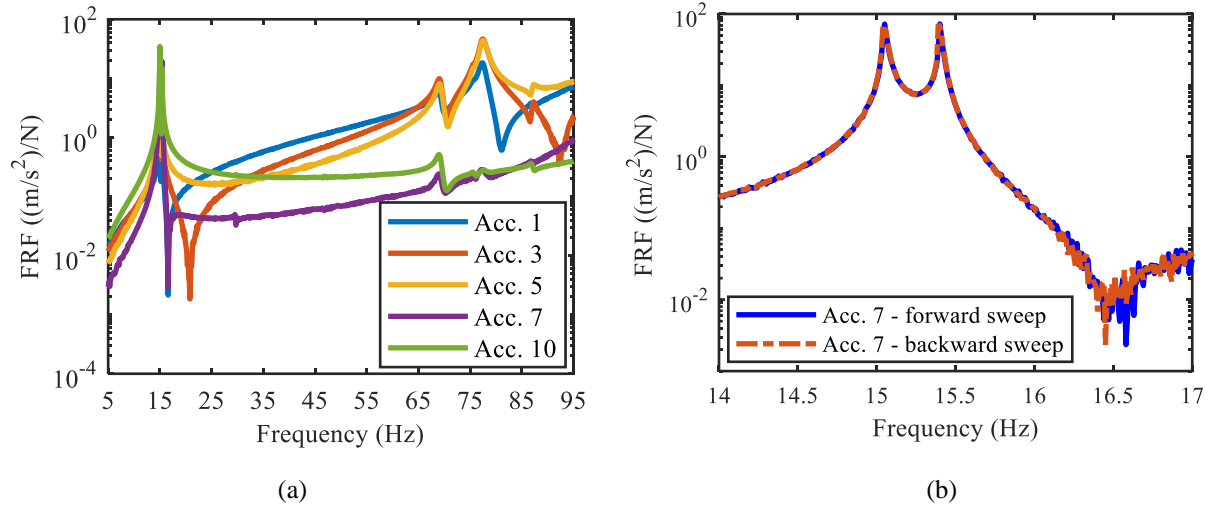 10^2
10^0
10^-2
10^-4
FRF ((m/s^2)/N)
5 15 25 35 45 55 65 75 85 95
Frequency (Hz)
Acc. 1
Acc. 3
Acc. 5
Acc. 7
Acc. 10
(a)
10^2
10^0
10^-2
FRF ((m/s^2)/N)
14 14.5 15 15.5 16 16.5 17
Frequency (Hz)
Acc. 7 - forward sweep
Acc. 7 - backward sweep
(b)